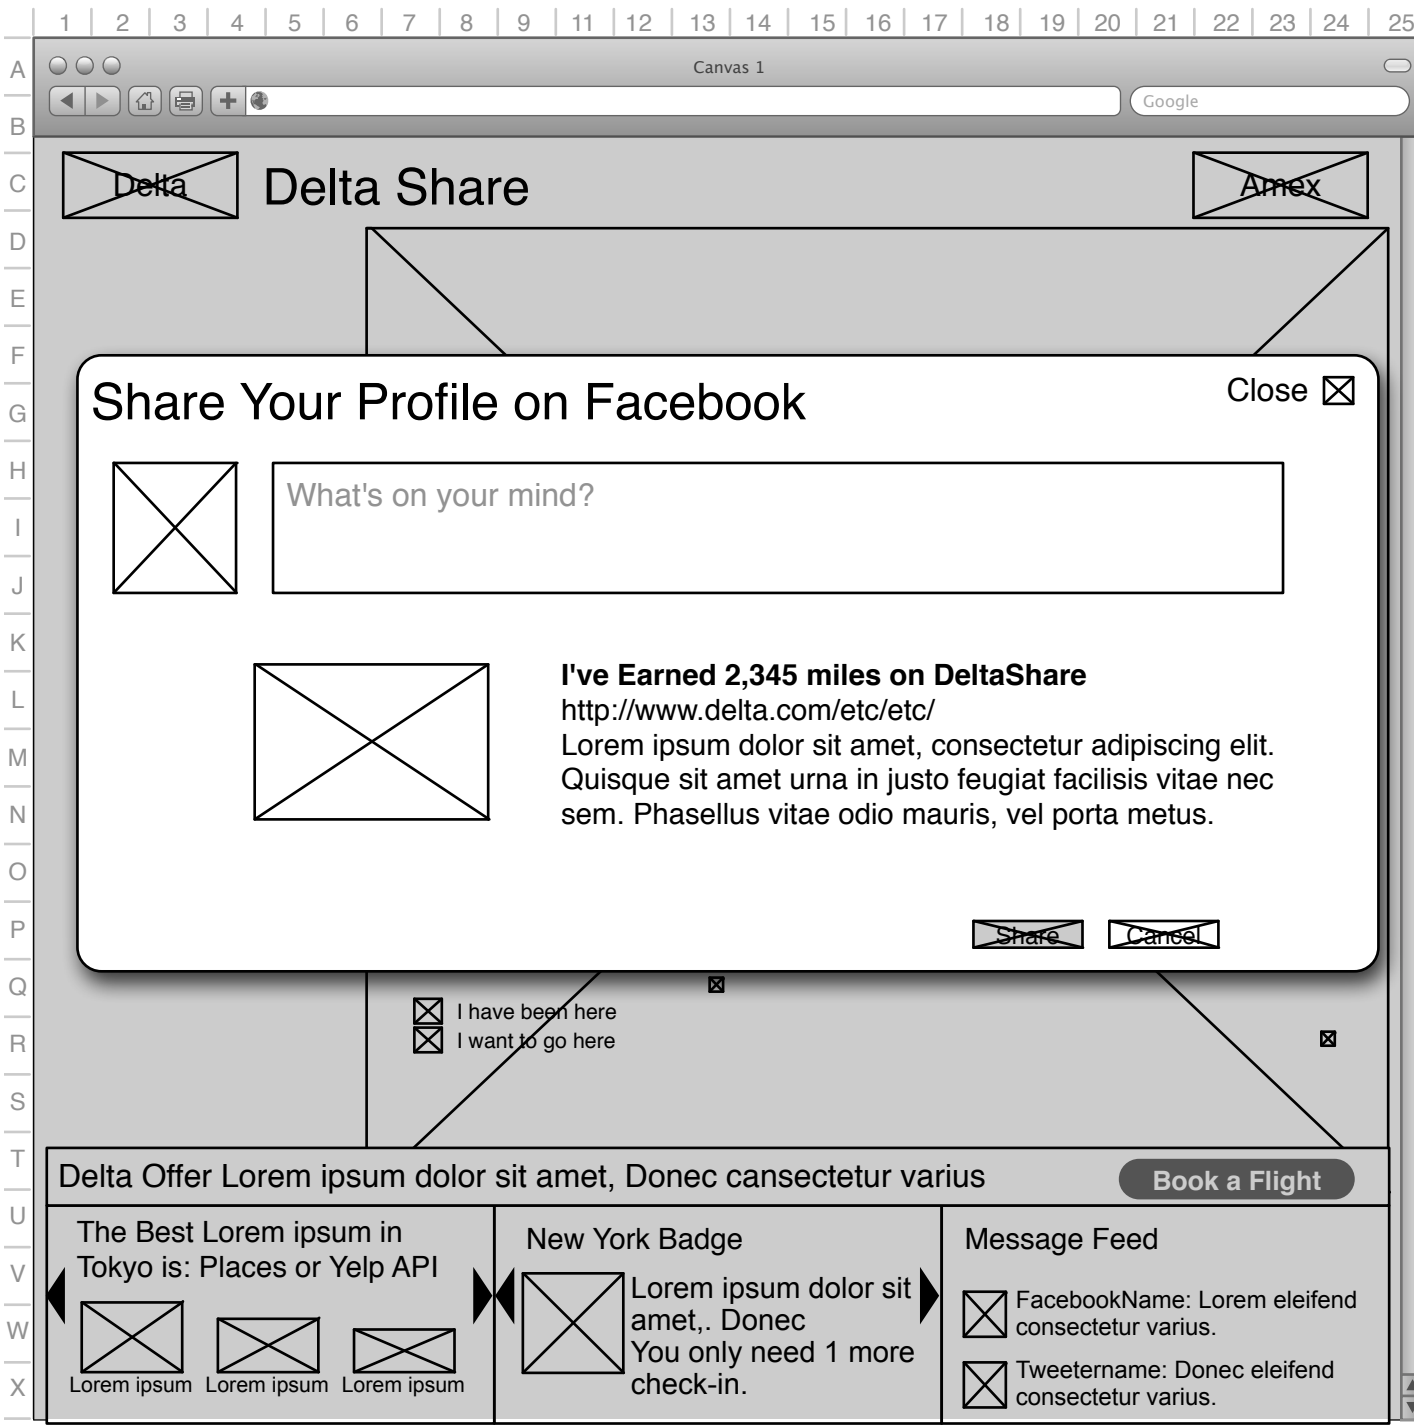 1 2 3 4 5 6 7 8 9 11 12 13 14 15 16 17 18 19 20 21 22 23 24 25
A
B
C
D
E
F
G
H
I
J
K
L
M
N
O
P
Q
R
S
T
U
V
W
X
Canvas 1
Google
Delta
Delta Share
Amex
Share Your Profile on Facebook
Close
What's on your mind?
I've Earned 2,345 miles on DeltaShare
http://www.delta.com/etc/etc/
Lorem ipsum dolor sit amet, consectetur adipiscing elit.
Quisque sit amet urna in justo feugiat facilisis vitae nec
sem. Phasellus vitae odio mauris, vel porta metus.
Share
Cancel
I have been here
I want to go here
Delta Offer Lorem ipsum dolor sit amet, Donec cansectetur varius
Book a Flight
The Best Lorem ipsum in
Tokyo is: Places or Yelp API
Lorem ipsum
Lorem ipsum
Lorem ipsum
New York Badge
Lorem ipsum dolor sit
amet,. Donec
You only need 1 more
check-in.
Message Feed
FacebookName: Lorem eleifend
consectetur varius.
Tweetername: Donec eleifend
consectetur varius.